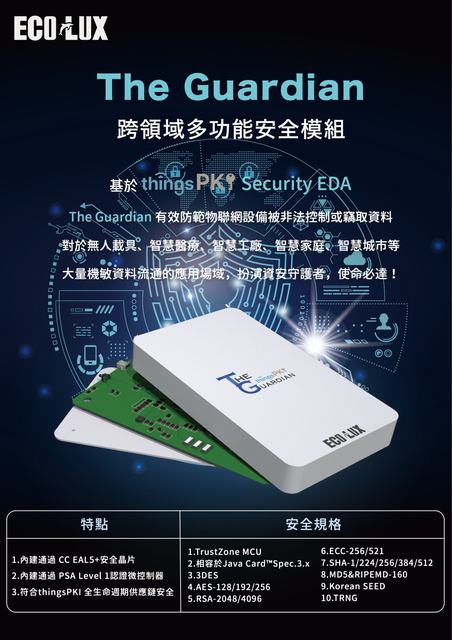 ECOLUX
The Guardian
跨領域多功能安全模組
基於 thingsPKI Security EDA
The Guardian 有效防範物聯網設備被非法控制或竊取資料
對於無人載具、智慧醫療、智慧工廠、智慧家庭、智慧城市等
大量機敏資料流通的應用場域，扮演資安守護者，使命必達！
THE
thingsPKI
GUARDIAN
ECOLUX
特點
1.內建通過 CC EAL5+安全晶片
2.內建通過 PSA Level 1認證微控制器
3.符合thingsPKI 全生命週期供應鏈安全
安全規格
1.TrustZone MCU
2.相容於Java Card™Spec.3.x
3.3DES
4.AES-128/192/256
5.RSA-2048/4096
6.ECC-256/521
7.SHA-1/224/256/384/512
8.MD5&RIPEMD-160
9.Korean SEED
10.TRNG